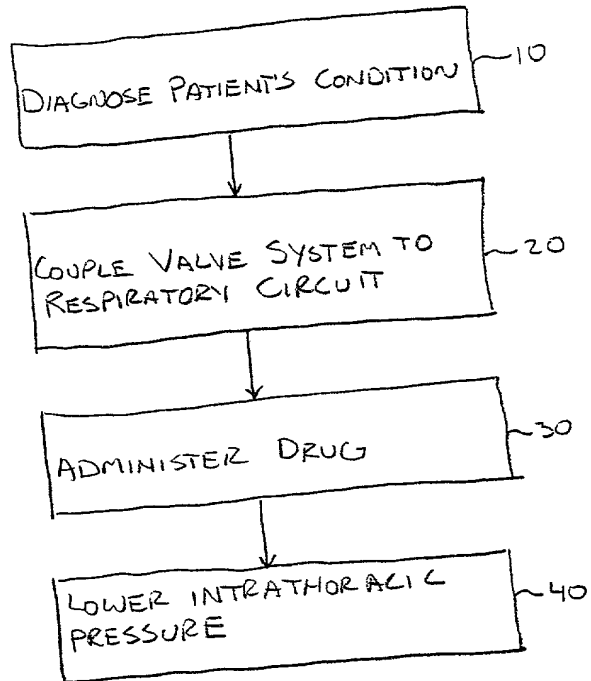 DIAGNOSE PATIENT'S CONDITION
10
COUPLE VALVE SYSTEM TO
RESPIRATORY CIRCUIT
20
ADMINISTER DRUG
30
LOWER INTRATHORACIC
PRESSURE
40